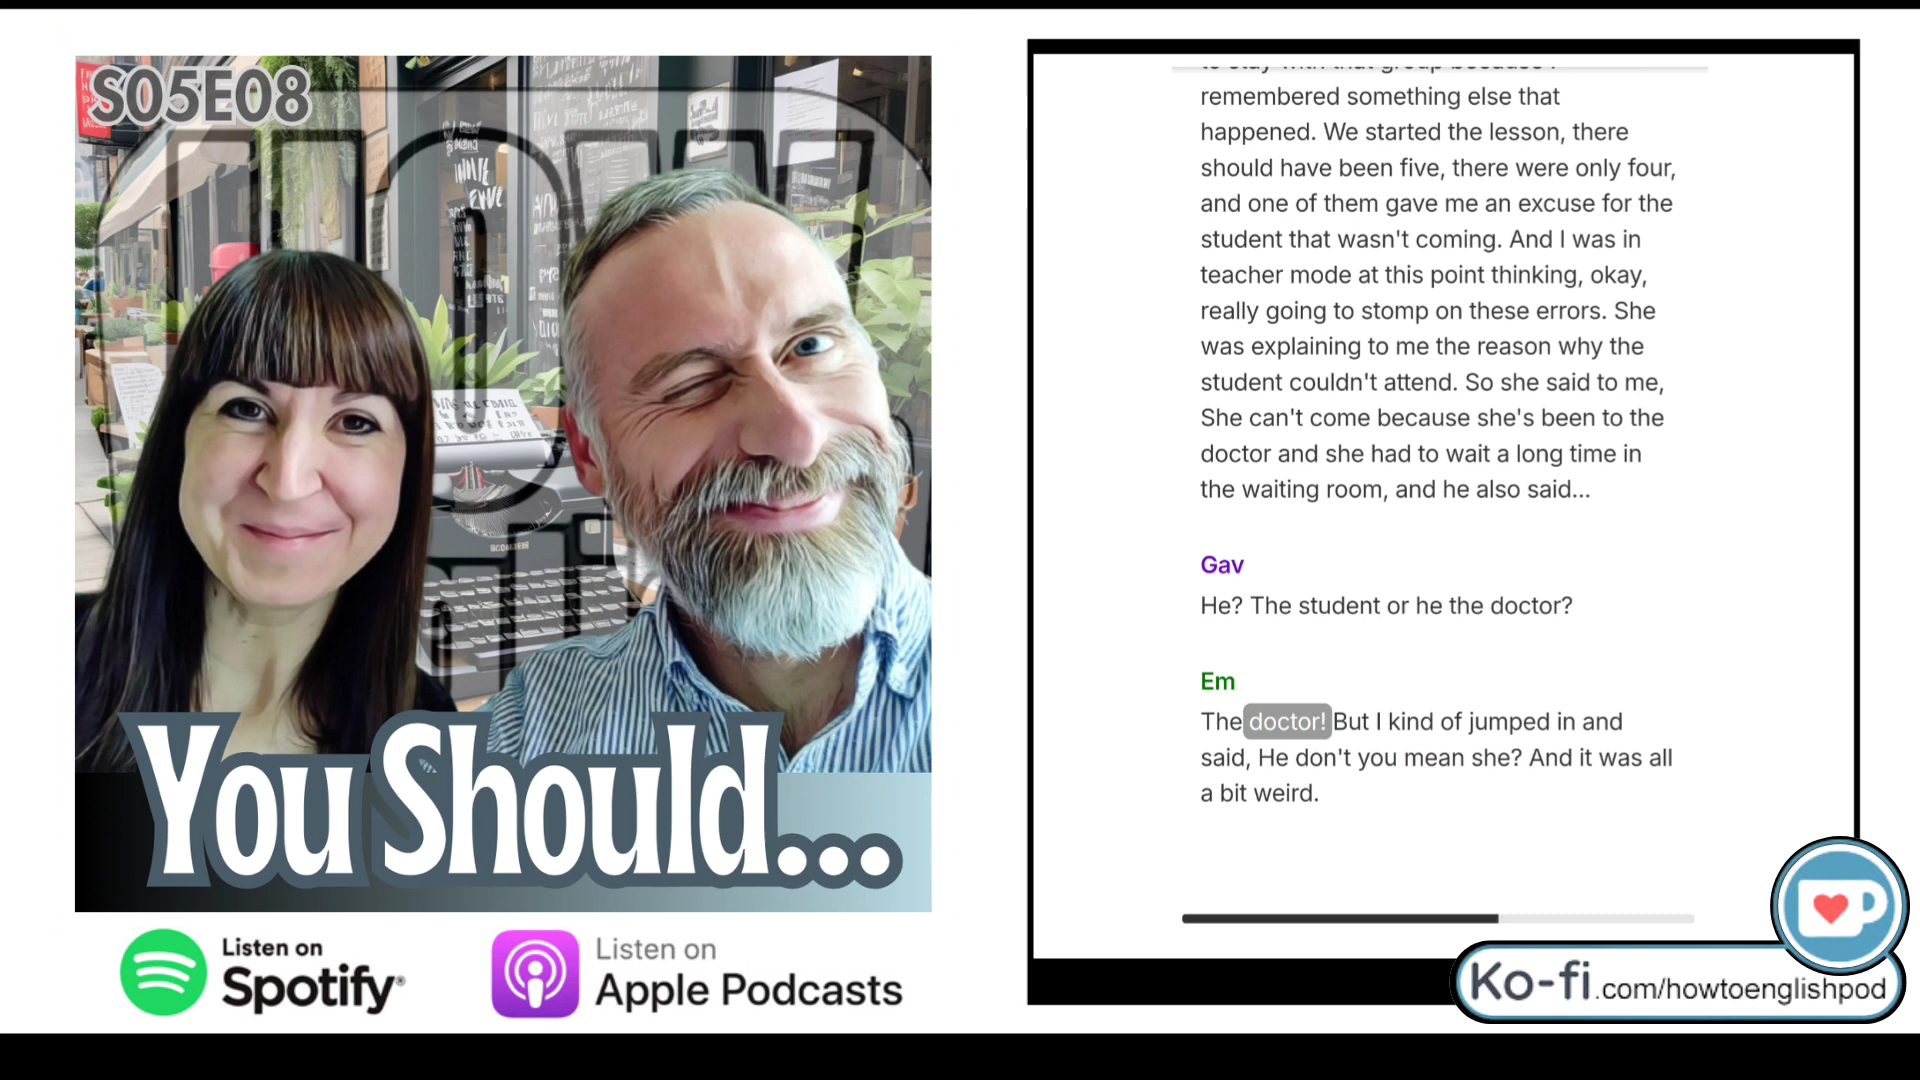 S05E08
You Should...
Listen on
Spotify
Listen on
Apple Podcasts
remembered something else that
happened. We started the lesson, there
should have been five, there were only four,
and one of them gave me an excuse for the
student that wasn't coming. And I was in
teacher mode at this point thinking, okay,
really going to stomp on these errors. She
was explaining to me the reason why the
student couldn't attend. So she said to me,
She can't come because she's been to the
doctor and she had to wait a long time in
the waiting room, and he also said...
Gav
He? The student or he the doctor?
Em
The doctor! But I kind of jumped in and
said, He don't you mean she? And it was all
a bit weird.
Ko-fi.com/howtoenglishpod